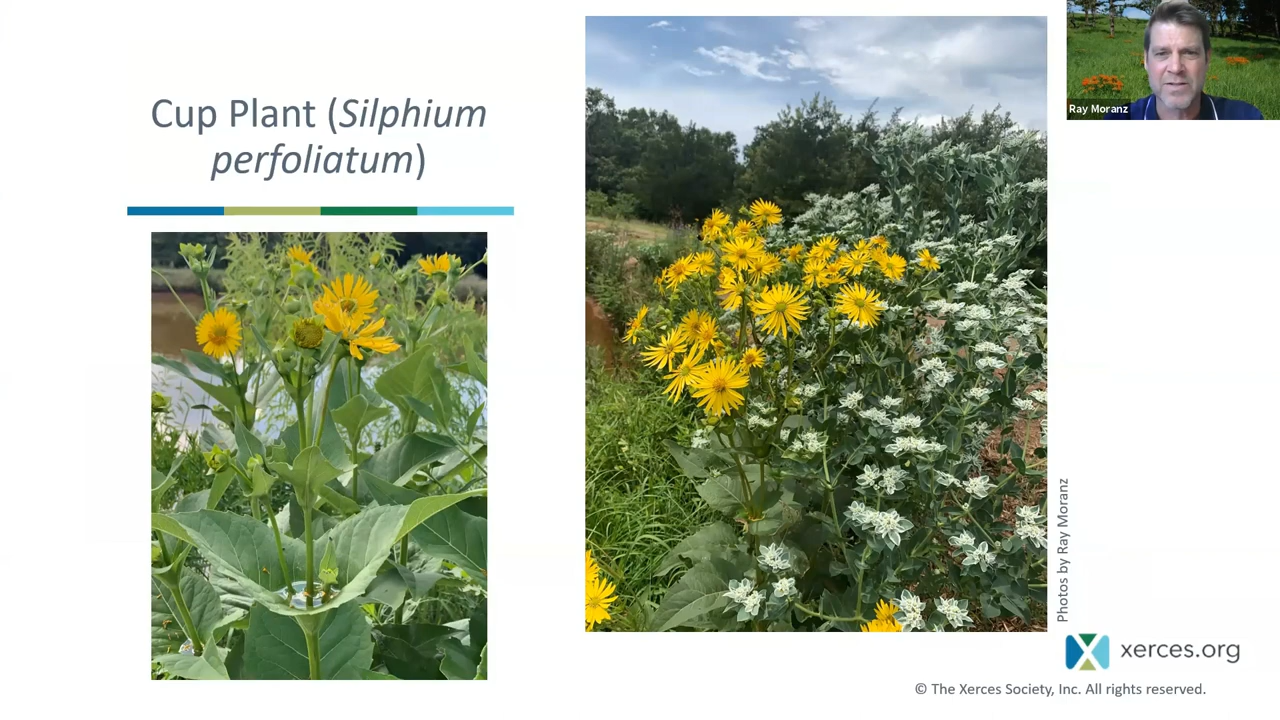 Cup Plant (Silphium
perfoliatum)
Ray Moranz
Photos by Ray Moranz
xerces.org
© The Xerces Society, Inc. All rights reserved.